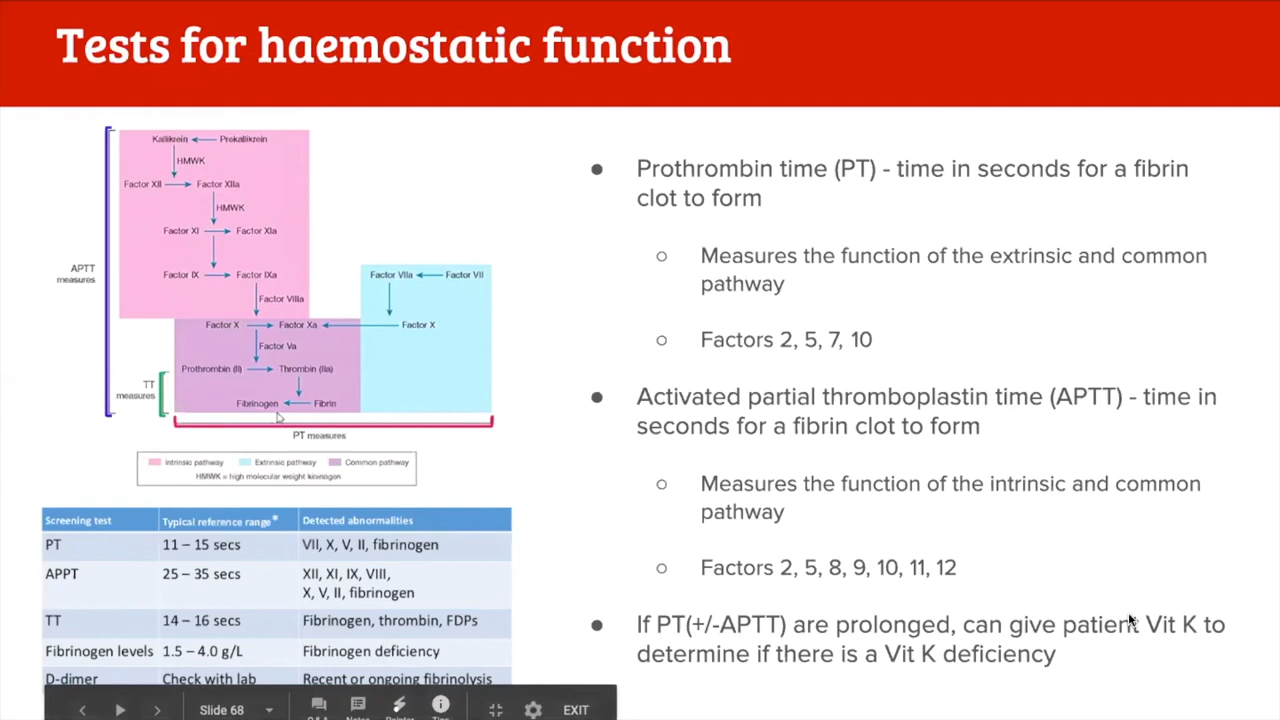 Tests for haemostatic function
Kallikrein Prekallikrein
HMWK
Factor XII Factor XIIa
HMWK
Factor XI Factor XIa
APTT
measures
Factor IX Factor IXa
Factor VIIa Factor VII
Factor VIIIa
Factor X Factor Xa Factor X
Factor Va
Prothrombin (II) Thrombin (IIa)
TT
measures
Fibrinogen Fibrin
PT measures
Intrinsic pathway Extrinsic pathway Common pathway
HMWK = high molecular weight kininogen
Screening test Typical reference range* Detected abnormalities
PT 11 – 15 secs VII, X, V, II, fibrinogen
APPT 25 – 35 secs XII, XI, IX, VIII,
X, V, II, fibrinogen
TT 14 – 16 secs Fibrinogen, thrombin, FDPs
Fibrinogen levels 1.5 – 4.0 g/L Fibrinogen deficiency
D-dimer Check with lab Recent or ongoing fibrinolysis
● Prothrombin time (PT) - time in seconds for a fibrin
clot to form
○ Measures the function of the extrinsic and common
pathway
○ Factors 2, 5, 7, 10
● Activated partial thromboplastin time (APTT) - time in
seconds for a fibrin clot to form
○ Measures the function of the intrinsic and common
pathway
○ Factors 2, 5, 8, 9, 10, 11, 12
● If PT(+/-APTT) are prolonged, can give patient Vit K to
determine if there is a Vit K deficiency
Slide 68 EXIT